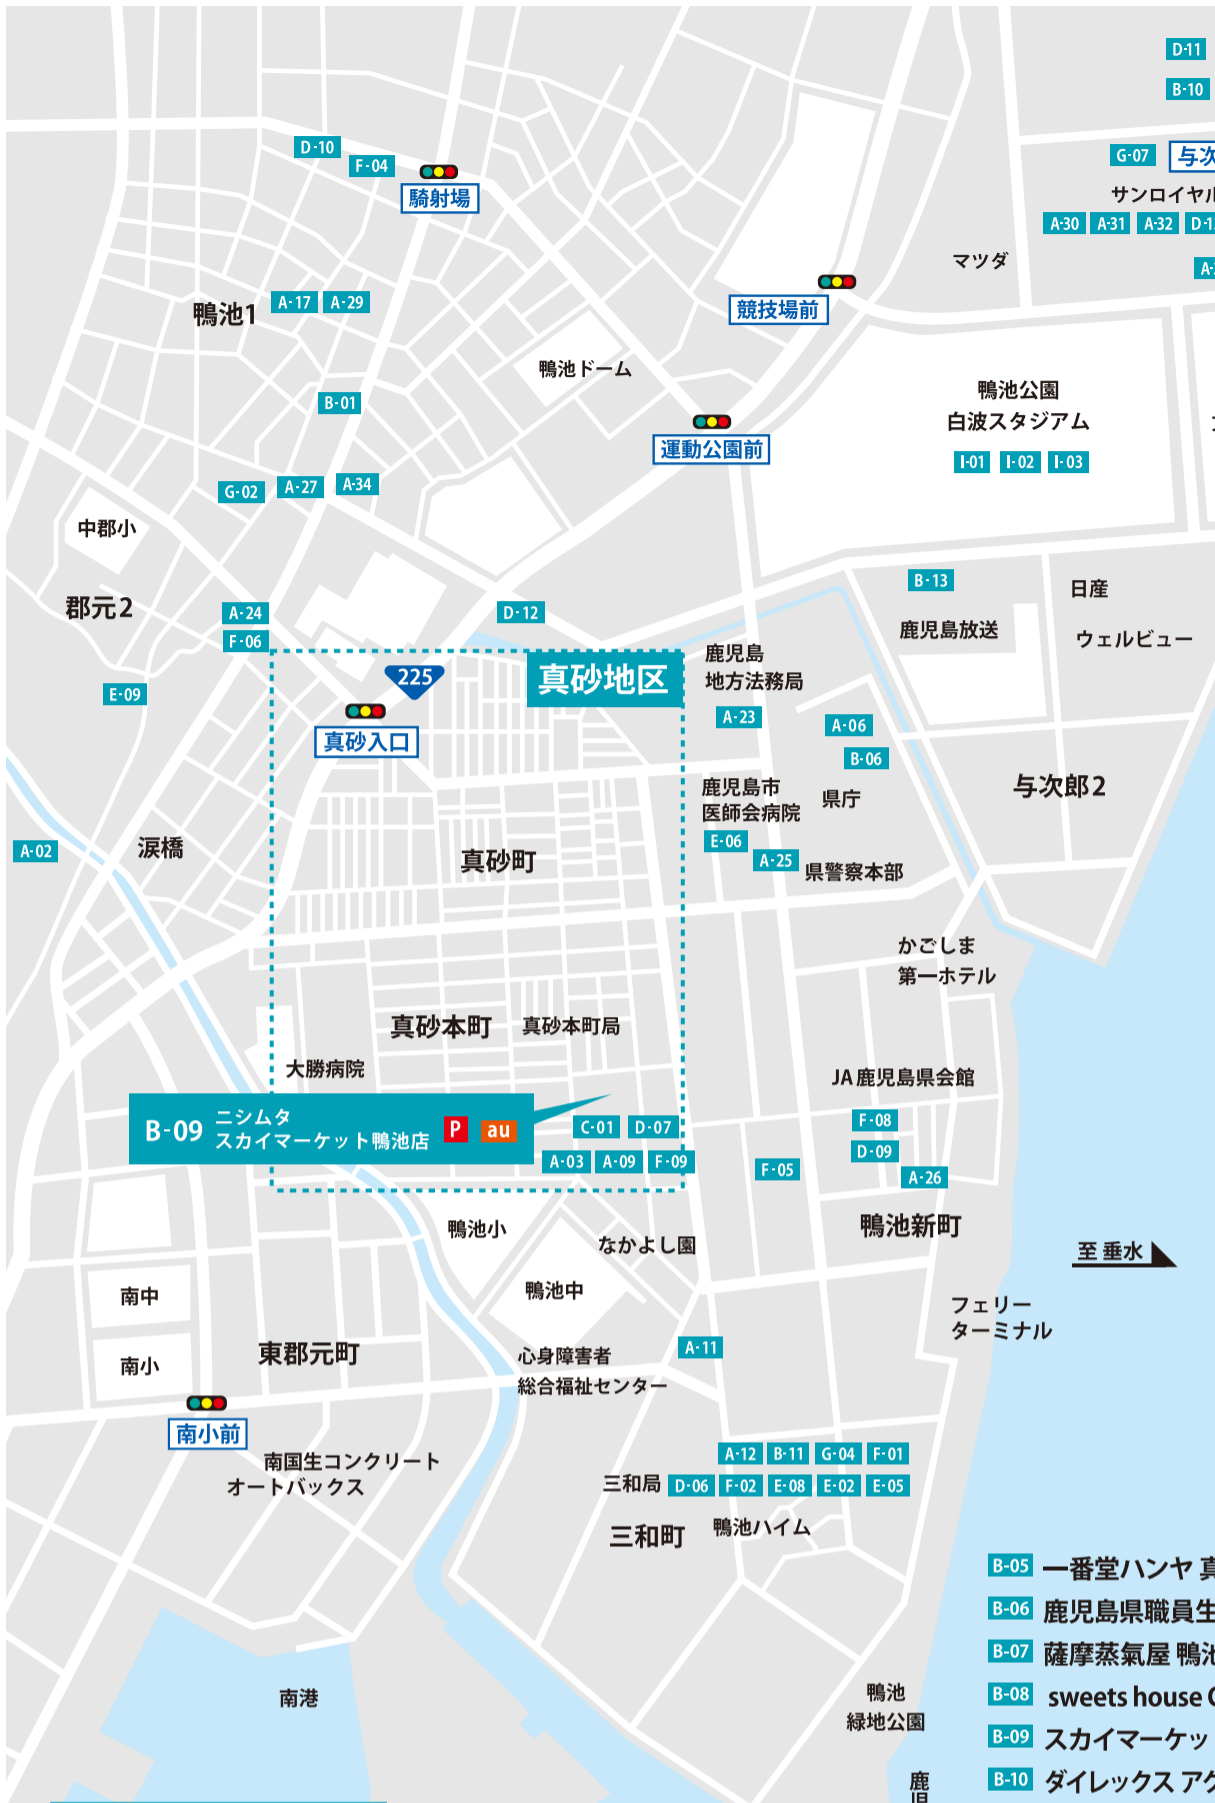 D-11
B-10
D-10
F-04
騎射場
G-07
与次
サンロイヤル
A-30 A-31 A-32
マツダ
競技場前
鴨池1
A-17 A-29
鴨池ドーム
B-01
鴨池公園
白波スタジアム
運動公園前
I-01 I-02 I-03
G-02 A-27 A-34
中郡小
郡元2
A-24
F-06
D-12
B-13
日産
鹿児島放送
ウェルビュー
鹿児島
地方法務局
真砂地区
225
E-09
真砂入口
A-23
A-06
B-06
鹿児島市
医師会病院
県庁
与次郎2
A-02
涙橋
真砂町
E-06
A-25
県警察本部
かごしま
第一ホテル
真砂本町
真砂本町局
大勝病院
JA鹿児島県会館
B-09 ニシムタ
スカイマーケット鴨池店 P au
C-01 D-07
A-03 A-09 F-09
F-08
D-09
F-05
A-26
鴨池小
なかよし園
鴨池新町
至 垂水
南中
鴨池中
フェリー
ターミナル
南小
東郡元町
心身障害者
総合福祉センター
A-11
南小前
南国生コンクリート
オートバックス
A-12 B-11 G-04 F-01
三和局 D-06 F-02 E-08 E-02 E-05
三和町
鴨池ハイム
B-05 一番堂ハンヤ
B-06 鹿児島県職員生
B-07 薩摩蒸氣屋 鴨池
B-08 sweets house
B-09 スカイマーケッ
B-10 ダイレックス アク
南港
鴨池
緑地公園
鹿
児